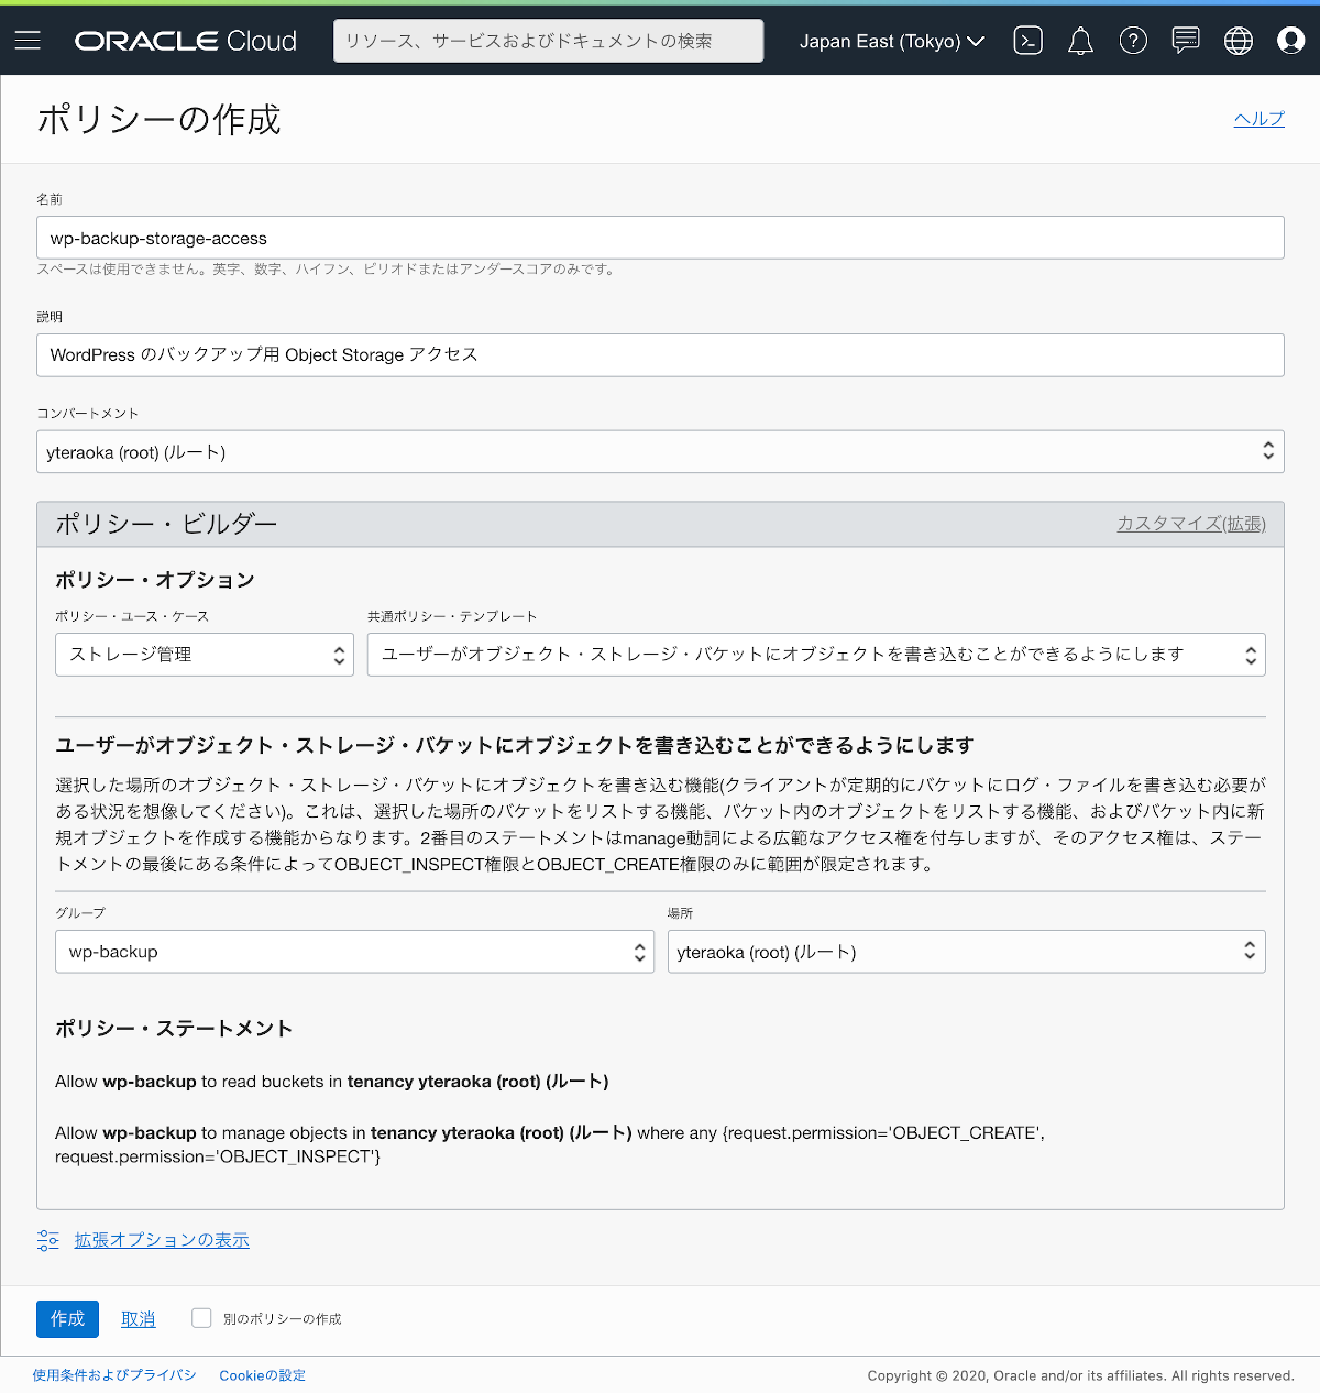 ORACLE Cloud
リソース、サービスおよびドキュメントの検索
Japan East (Tokyo)
ポリシーの作成
ヘルプ
名前
wp-backup-storage-access
スペースは使用できません。英字、数字、ハイフン、ピリオドまたはアンダースコアのみです。
説明
WordPress のバックアップ用 Object Storage アクセス
コンパートメント
yteraoka (root) (ルート)
ポリシー・ビルダー
カスタマイズ(拡張)
ポリシー・オプション
ポリシー・ユース・ケース
共通ポリシー・テンプレート
ストレージ管理
ユーザーがオブジェクト・ストレージ・バケットにオブジェクトを書き込むことができるようにします
ユーザーがオブジェクト・ストレージ・バケットにオブジェクトを書き込むことができるようにします
選択した場所のオブジェクト・ストレージ・バケットにオブジェクトを書き込む機能(クライアントが定期的にバケットにログ・ファイルを書き込む必要が
ある状況を想像してください)。これは、選択した場所のバケットをリストする機能、バケット内のオブジェクトをリストする機能、およびバケット内に新
規オブジェクトを作成する機能からなります。2番目のステートメントはmanage動詞による広範なアクセス権を付与しますが、そのアクセス権は、ステー
トメントの最後にある条件によってOBJECT_INSPECT権限とOBJECT_CREATE権限のみに範囲が限定されます。
グループ
場所
wp-backup
yteraoka (root) (ルート)
ポリシー・ステートメント
Allow wp-backup to read buckets in tenancy yteraoka (root) (ルート)
Allow wp-backup to manage objects in tenancy yteraoka (root) (ルート) where any {request.permission='OBJECT_CREATE',
request.permission='OBJECT_INSPECT'}
拡張オプションの表示
作成
取消
別のポリシーの作成
使用条件およびプライバシ
Cookieの設定
Copyright © 2020, Oracle and/or its affiliates. All rights reserved.